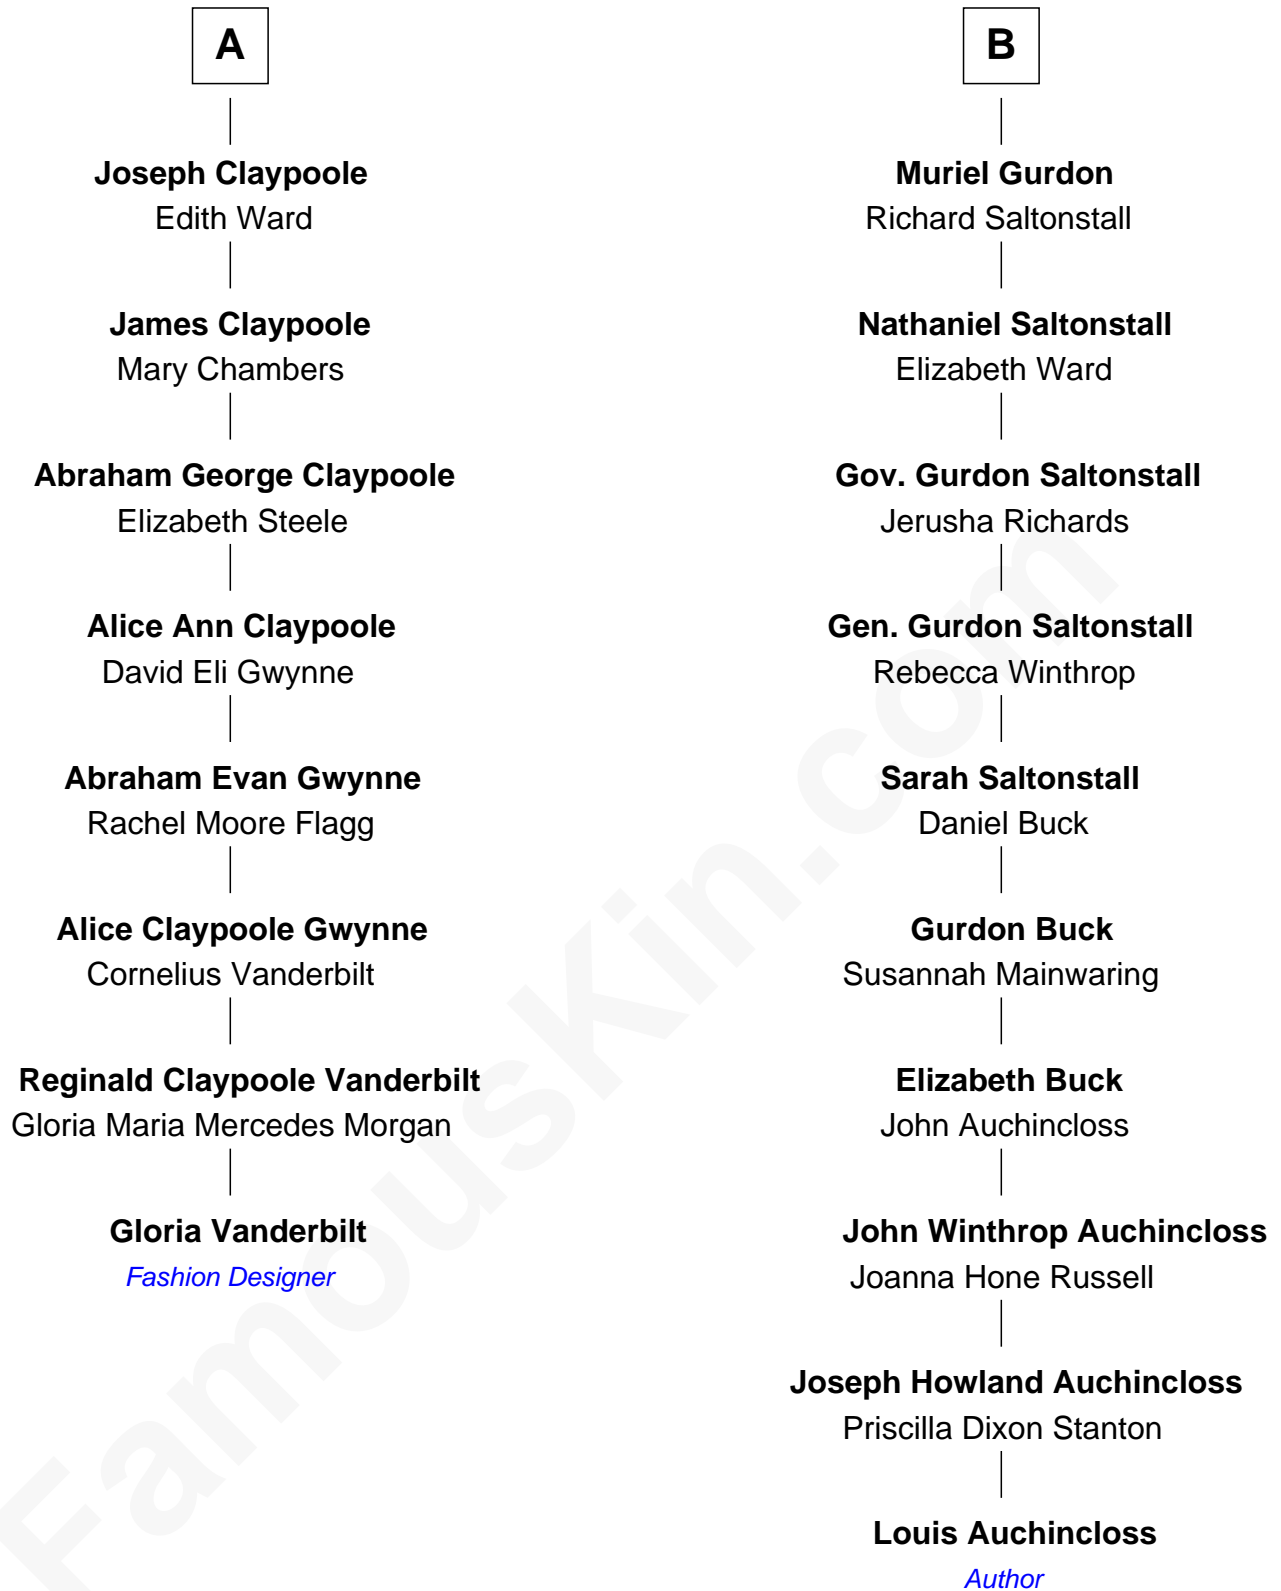 A
Joseph Claypoole
Edith Ward
James Claypoole
Mary Chambers
Abraham George Claypoole
Elizabeth Steele
Alice Ann Claypoole
David Eli Gwynne
Abraham Evan Gwynne
Rachel Moore Flagg
Alice Claypoole Gwynne
Cornelius Vanderbilt
Reginald Claypoole Vanderbilt
Gloria Maria Mercedes Morgan
Gloria Vanderbilt
Fashion Designer
B
Muriel Gurdon
Richard Saltonstall
Nathaniel Saltonstall
Elizabeth Ward
Gov. Gurdon Saltonstall
Jerusha Richards
Gen. Gurdon Saltonstall
Rebecca Winthrop
Sarah Saltonstall
Daniel Buck
Gurdon Buck
Susannah Mainwaring
Elizabeth Buck
John Auchincloss
John Winthrop Auchincloss
Joanna Hone Russell
Joseph Howland Auchincloss
Priscilla Dixon Stanton
Louis Auchincloss
Author
FamousKin.com